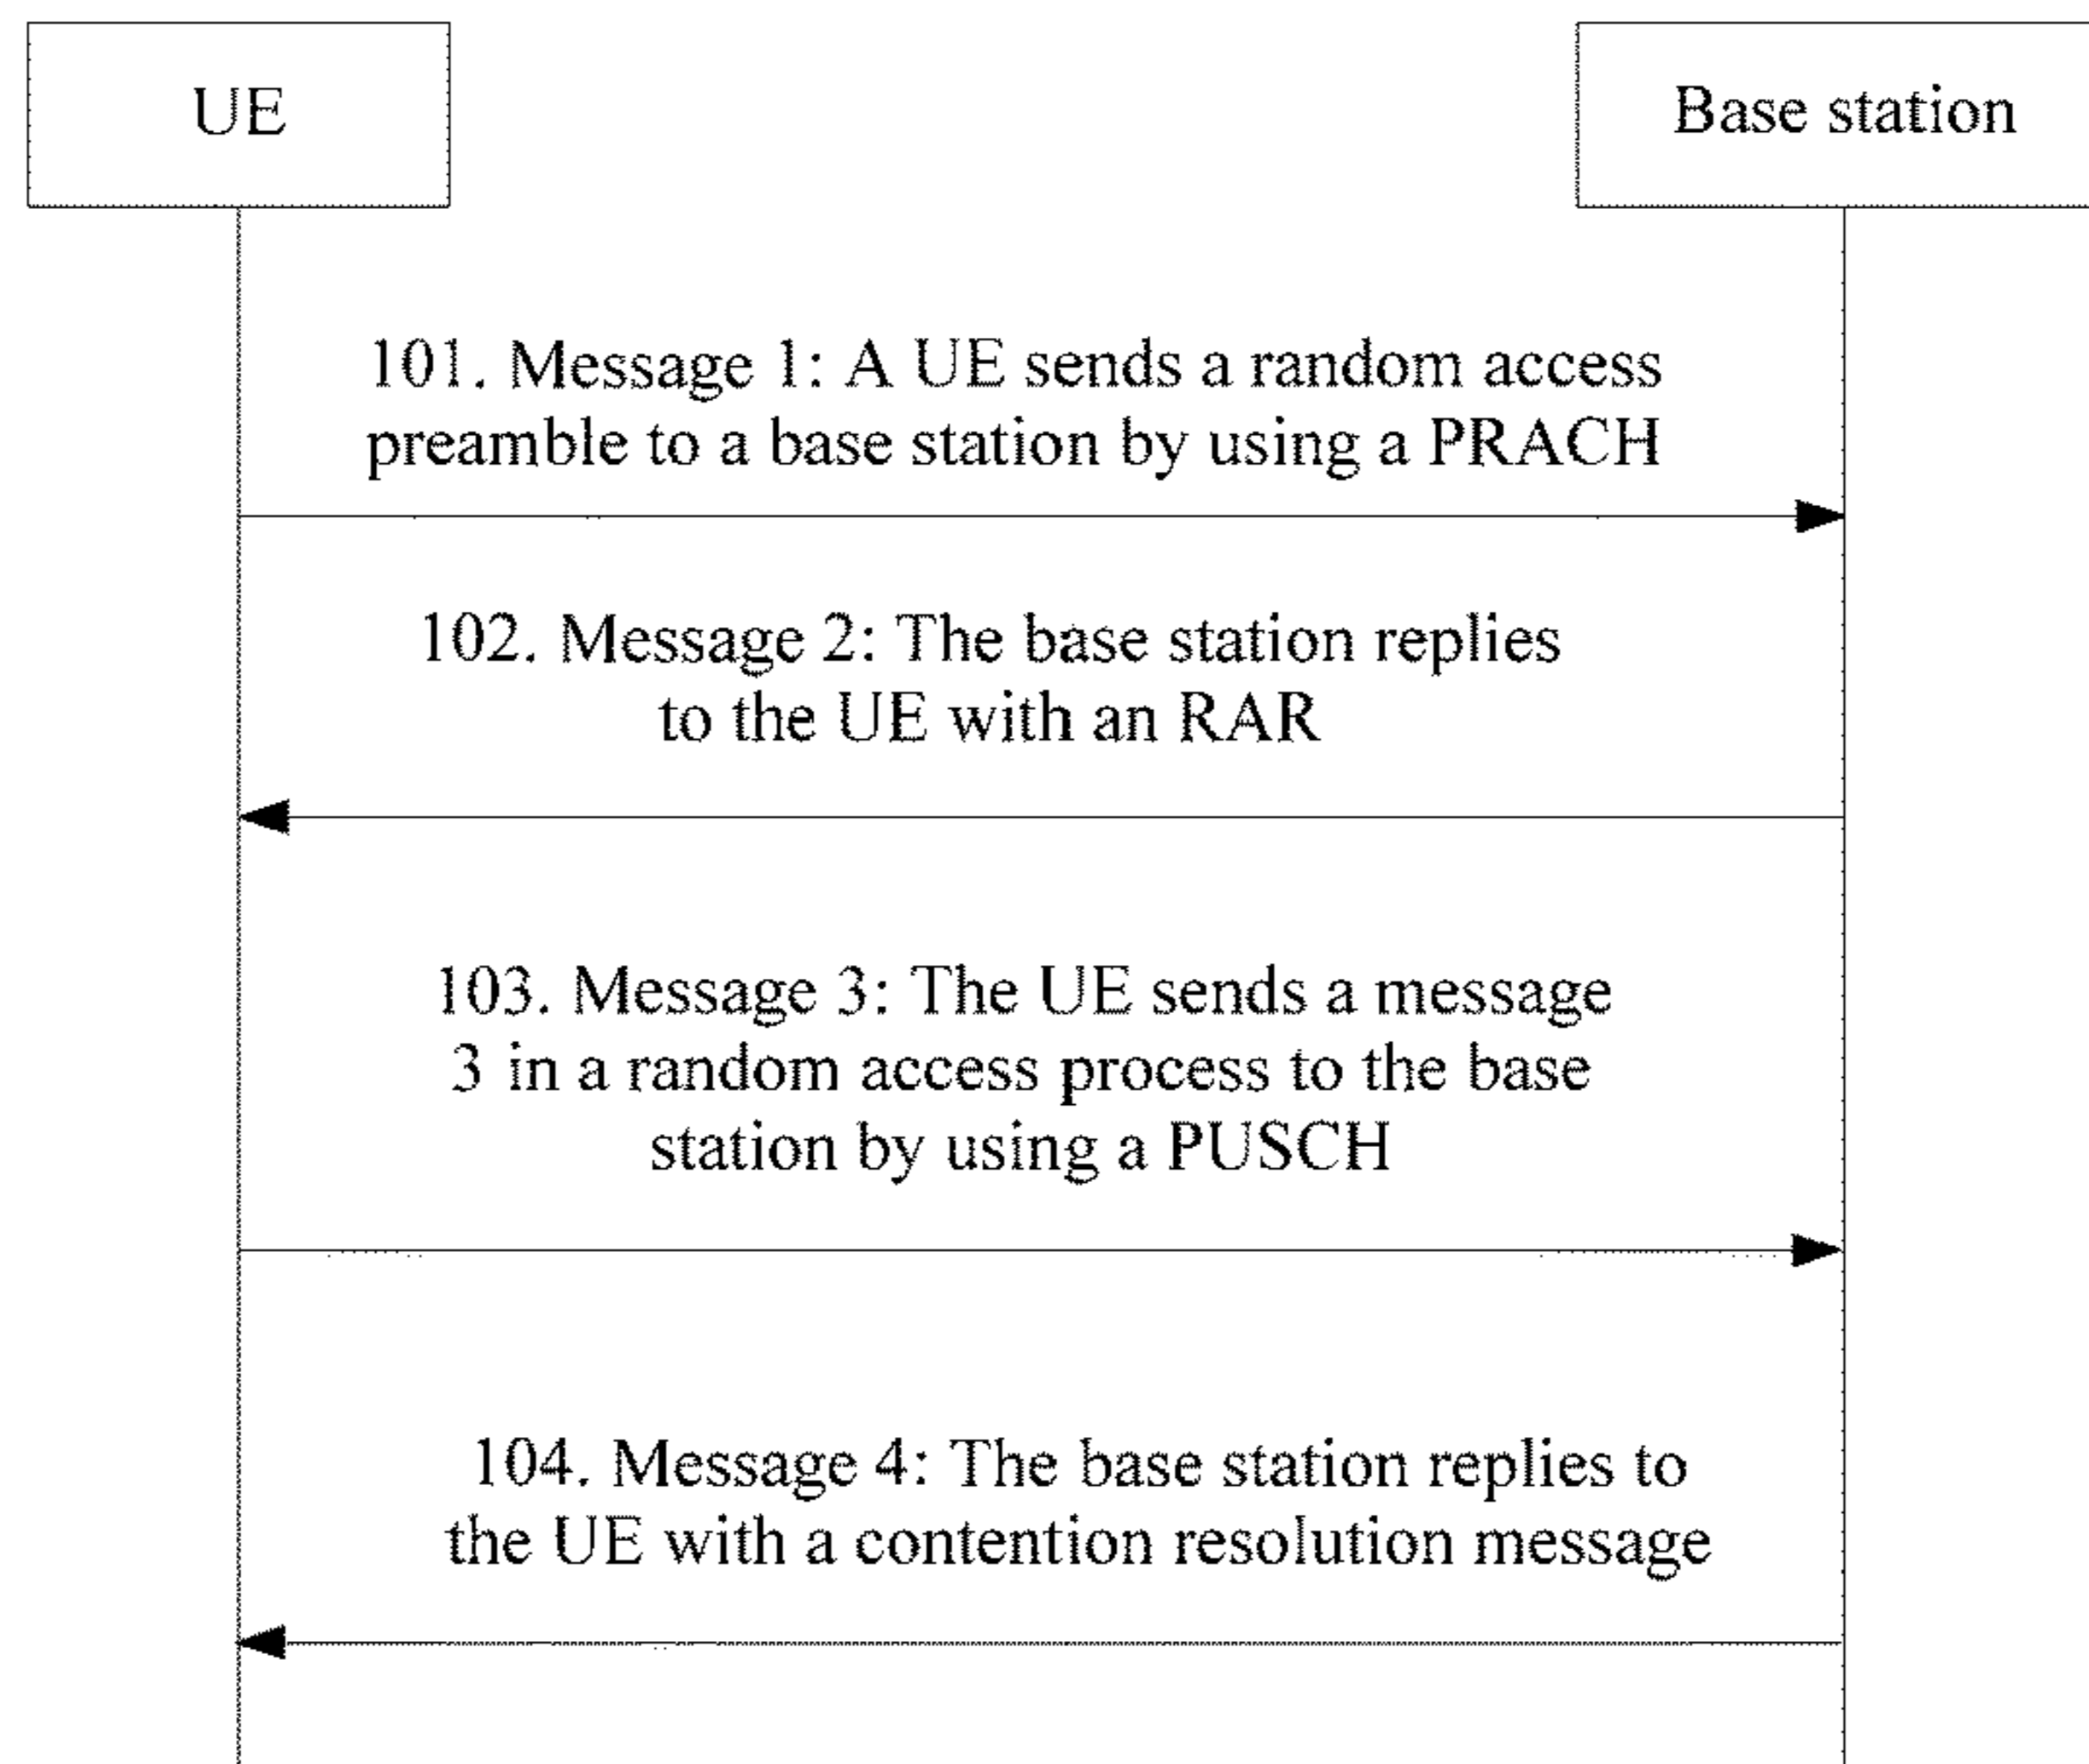 UE
Base station
101. Message 1: A UE sends a random access
preamble to a base station by using a PRACH
102. Message 2: The base station replies
to the UE with an RAR
103. Message 3: The UE sends a message
3 in a random access process to the base
station by using a PUSCH
104. Message 4: The base station replies to
the UE with a contention resolution message